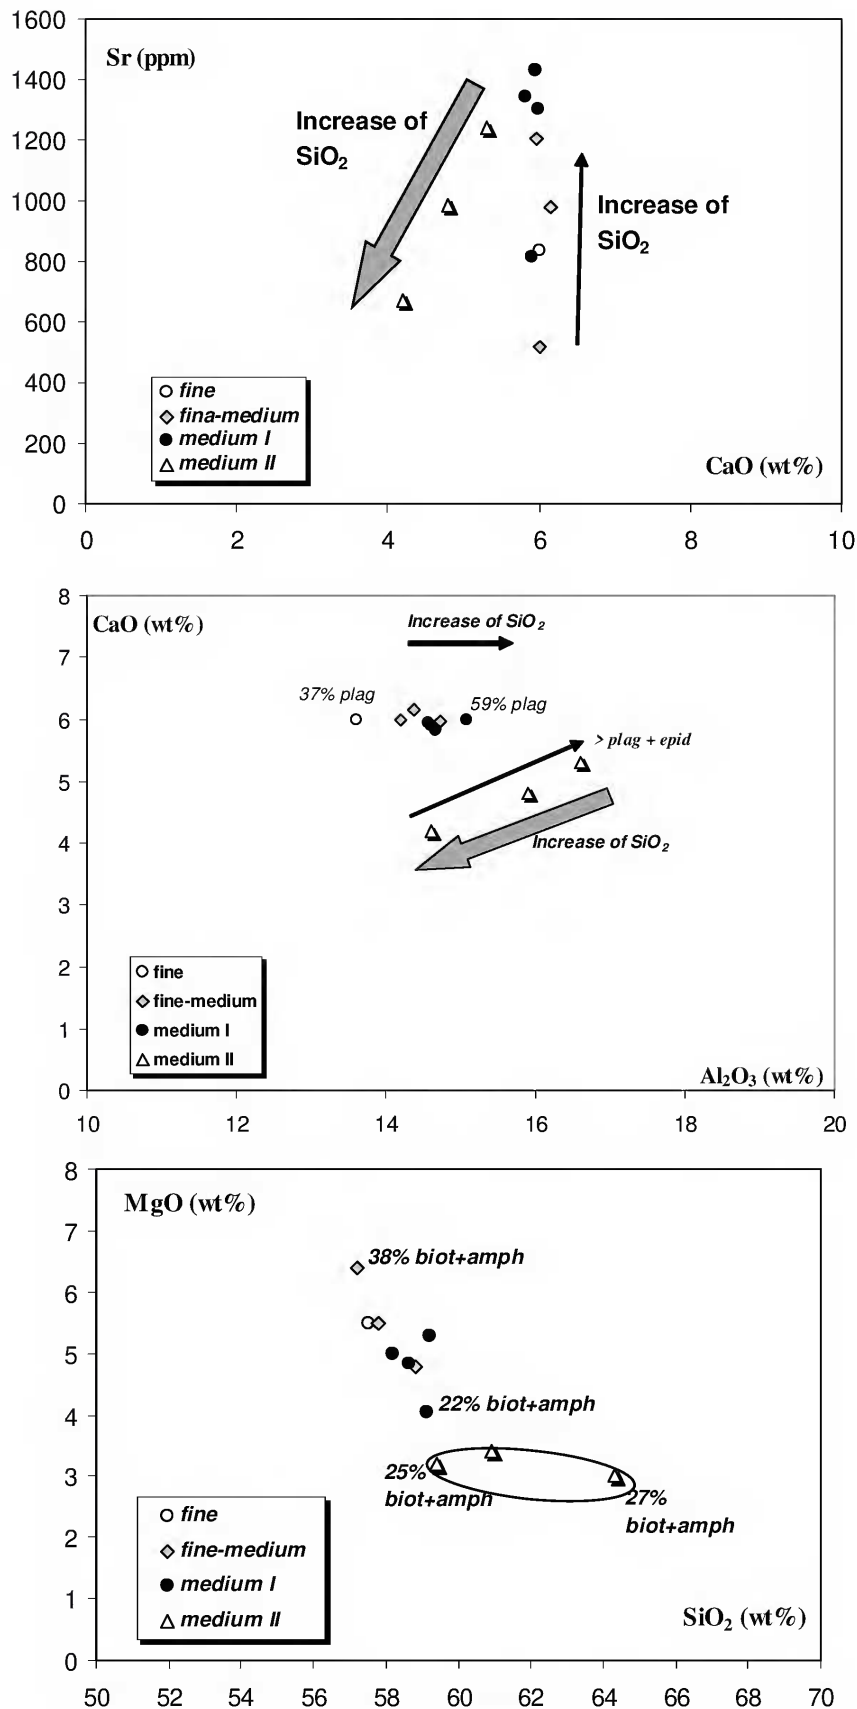 1600
Sr (ppm)
1400
Increase of
SiO₂
1200
1000
Increase of
SiO₂
800
600
400
fine
fina-medium
medium I
medium II
200
CaO (wt%)
0
0 2 4 6 8 10
8
CaO (wt%)
Increase of SiO₂
7
37% plag
59% plag
6
> plag + epid
5
Increase of SiO₂
4
3
fine
fine-medium
medium I
medium II
2
1
0
Al₂O₃ (wt%)
10 12 14 16 18 20
8
MgO (wt%)
7
38% biot+amph
6
5
22% biot+amph
4
25%
biot+amph
27%
biot+amph
3
fine
fine-medium
medium I
medium II
2
1
SiO₂ (wt%)
0
50 52 54 56 58 60 62 64 66 68 70